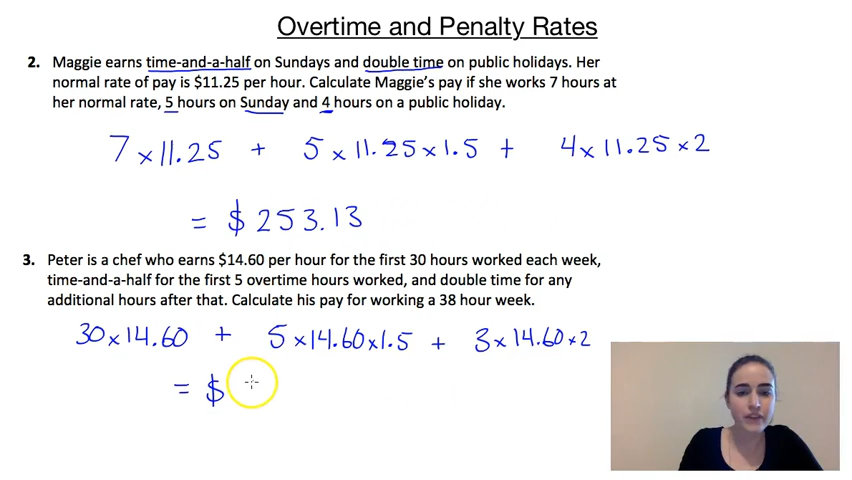 Overtime and Penalty Rates
2. Maggie earns time-and-a-half on Sundays and double time on public holidays. Her
normal rate of pay is $11.25 per hour. Calculate Maggie's pay if she works 7 hours at
her normal rate, 5 hours on Sunday and 4 hours on a public holiday.
7 × 11.25 + 5 × 11.25 × 1.5 + 4 × 11.25 × 2
= $253.13
3. Peter is a chef who earns $14.60 per hour for the first 30 hours worked each week,
time-and-a-half for the first 5 overtime hours worked, and double time for any
additional hours after that. Calculate his pay for working a 38 hour week.
30 × 14.60 + 5 × 14.60 × 1.5 + 3 × 14.60 × 2
= $